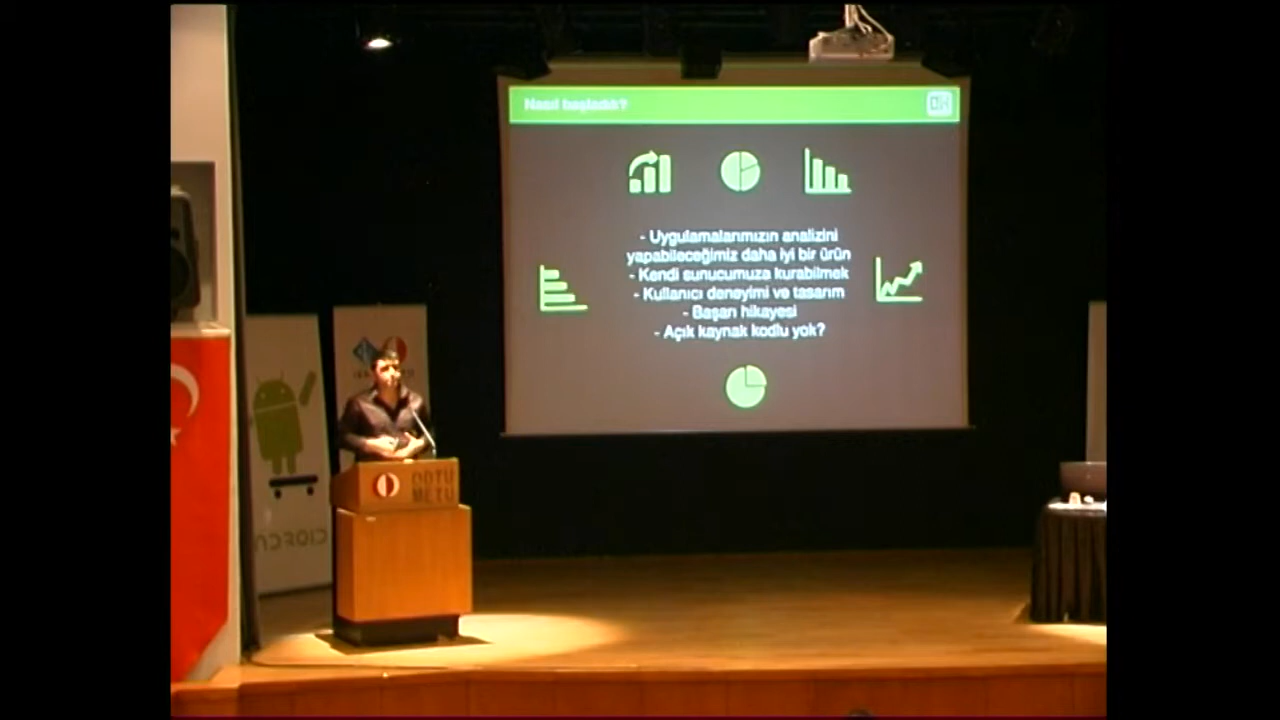 Nasıl başladık?
- Uygulamalarımızın analizini
yapabileceğimiz daha iyi bir ürün
- Kendi sunucumuza kurabilmek
- Kullanıcı deneyimi ve tasarım
- Başarı hikayesi
- Açık kaynak kodlu yok?
ODTÜ
METU
ANDROID